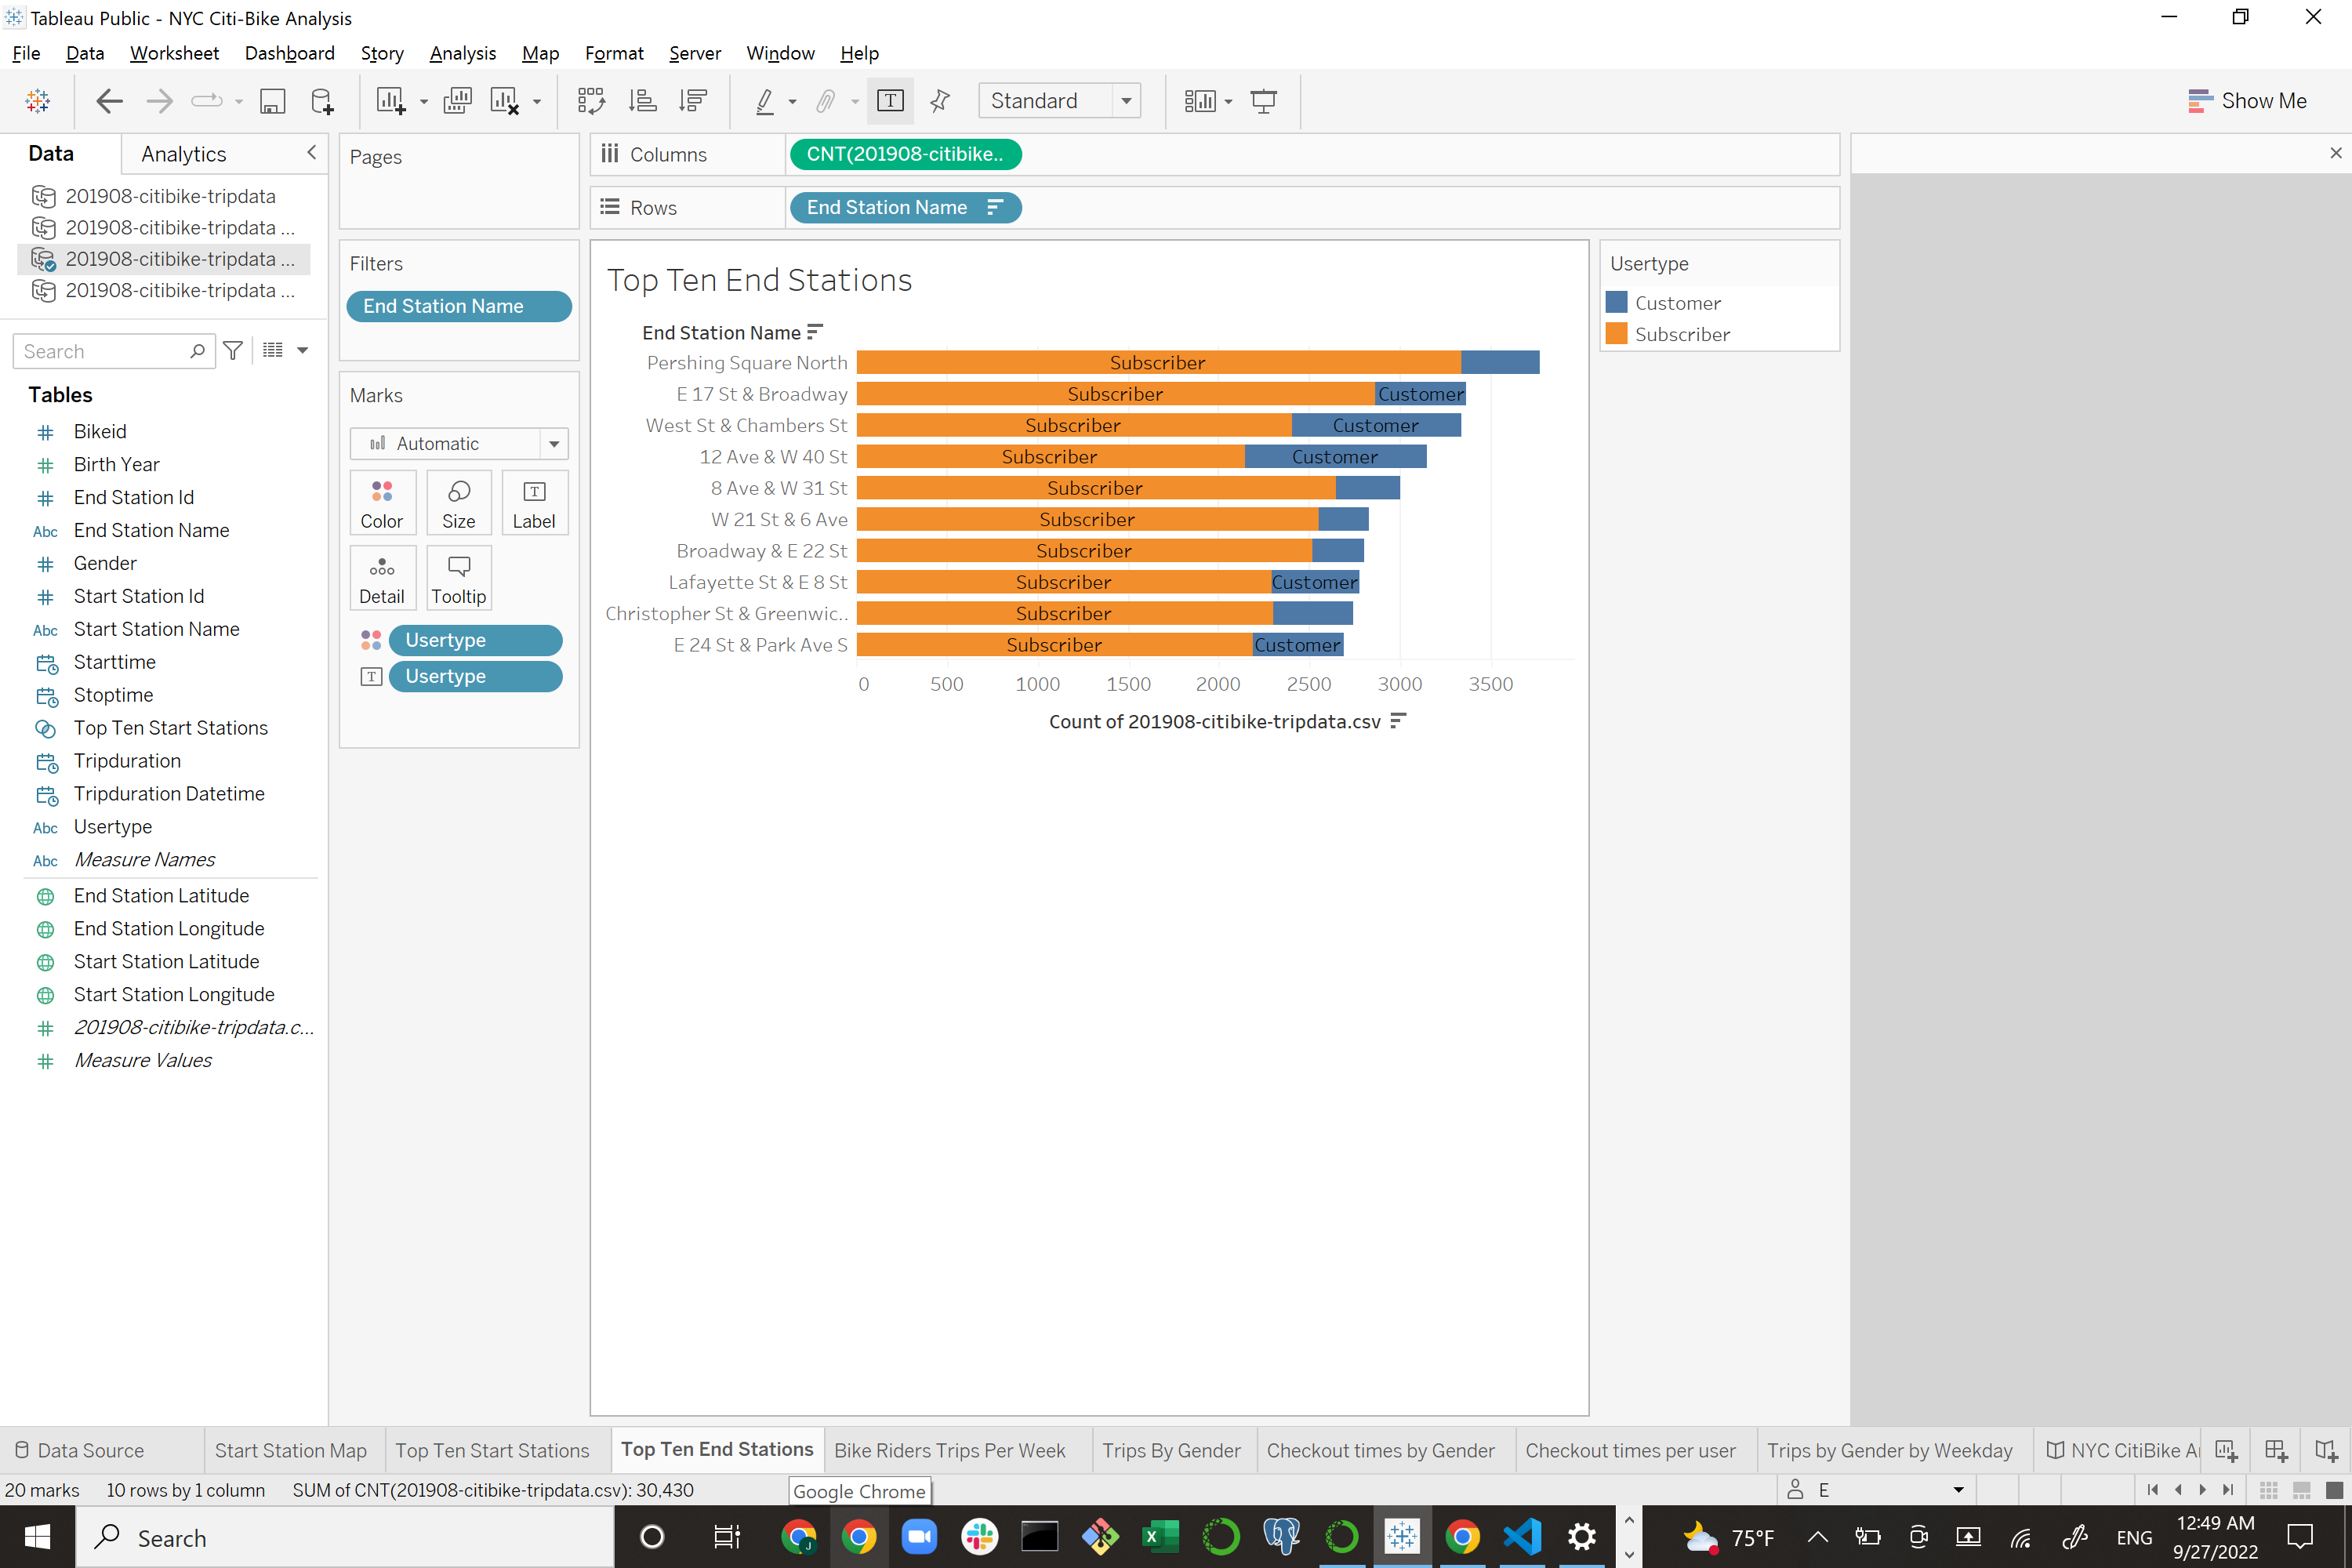 Tableau Public - NYC Citi-Bike Analysis
File Data Worksheet Dashboard Story Analysis Map Format Server Window Help
Standard
Show Me
Data Analytics
201908-citibike-tripdata
201908-citibike-tripdata ...
201908-citibike-tripdata ...
201908-citibike-tripdata ...
Search
Tables
Bikeid
Birth Year
End Station Id
Abc End Station Name
Gender
Start Station Id
Abc Start Station Name
Starttime
Stoptime
Top Ten Start Stations
Tripduration
Tripduration Datetime
Abc Usertype
Abc Measure Names
End Station Latitude
End Station Longitude
Start Station Latitude
Start Station Longitude
201908-citibike-tripdata.c...
Measure Values
Pages
Filters
End Station Name
Marks
Automatic
Color Size Label
Detail Tooltip
Usertype
Usertype
Columns CNT(201908-citibike..
Rows End Station Name
Top Ten End Stations
End Station Name
Pershing Square North Subscriber
E 17 St & Broadway Subscriber Customer
West St & Chambers St Subscriber Customer
12 Ave & W 40 St Subscriber Customer
8 Ave & W 31 St Subscriber
W 21 St & 6 Ave Subscriber
Broadway & E 22 St Subscriber
Lafayette St & E 8 St Subscriber Customer
Christopher St & Greenwic.. Subscriber
E 24 St & Park Ave S Subscriber Customer
0 500 1000 1500 2000 2500 3000 3500
Count of 201908-citibike-tripdata.csv
Usertype
Customer
Subscriber
Data Source Start Station Map Top Ten Start Stations Top Ten End Stations Bike Riders Trips Per Week Trips By Gender Checkout times by Gender Checkout times per user Trips by Gender by Weekday NYC CitiBike A
20 marks 10 rows by 1 column SUM of CNT(201908-citibike-tripdata.csv): 30,430 E
Google Chrome
Search
75°F ENG
12:49 AM
9/27/2022